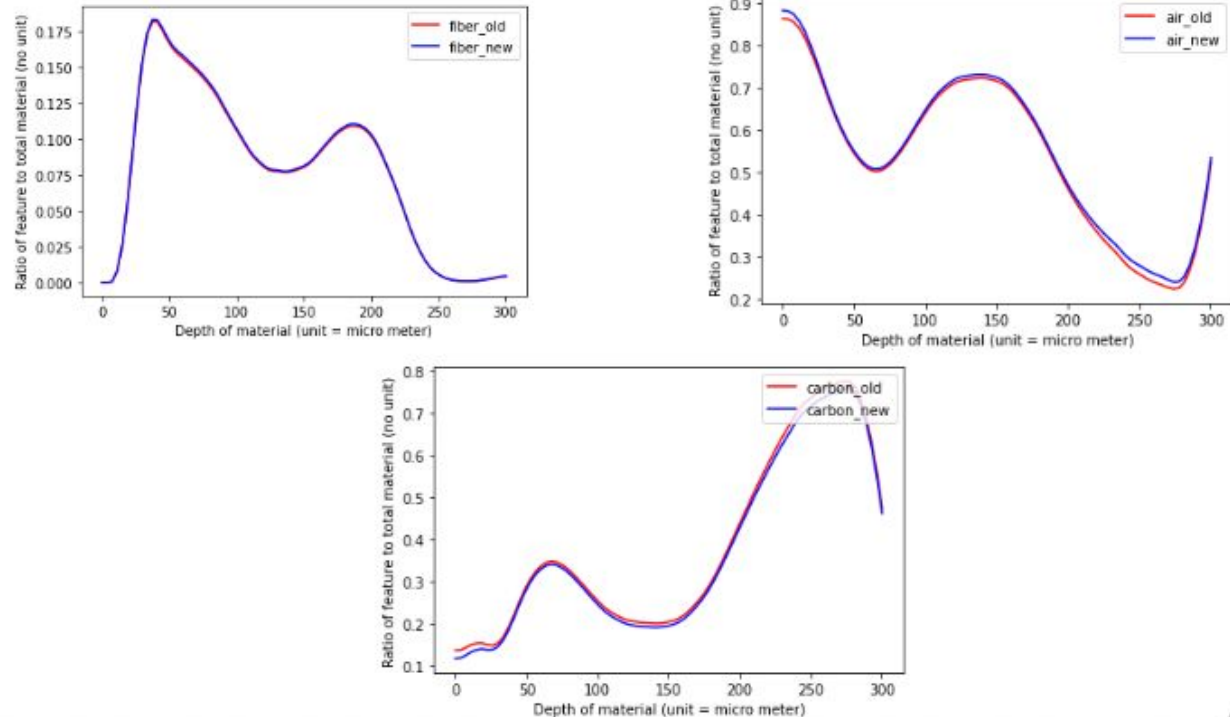 Ratio of feature to total material (no unit)
0.175
0.150
0.125
0.100
0.075
0.050
0.025
0.000
fiber_old
fiber_new
0 50 100 150 200 250 300
Depth of material (unit = micro meter)
Ratio of feature to total material (no unit)
0.9
0.8
0.7
0.6
0.5
0.4
0.3
0.2
air_old
air_new
0 50 100 150 200 250 300
Depth of material (unit = micro meter)
Ratio of feature to total material (no unit)
0.8
0.7
0.6
0.5
0.4
0.3
0.2
0.1
carbon_old
carbon_new
0 50 100 150 200 250 300
Depth of material (unit = micro meter)